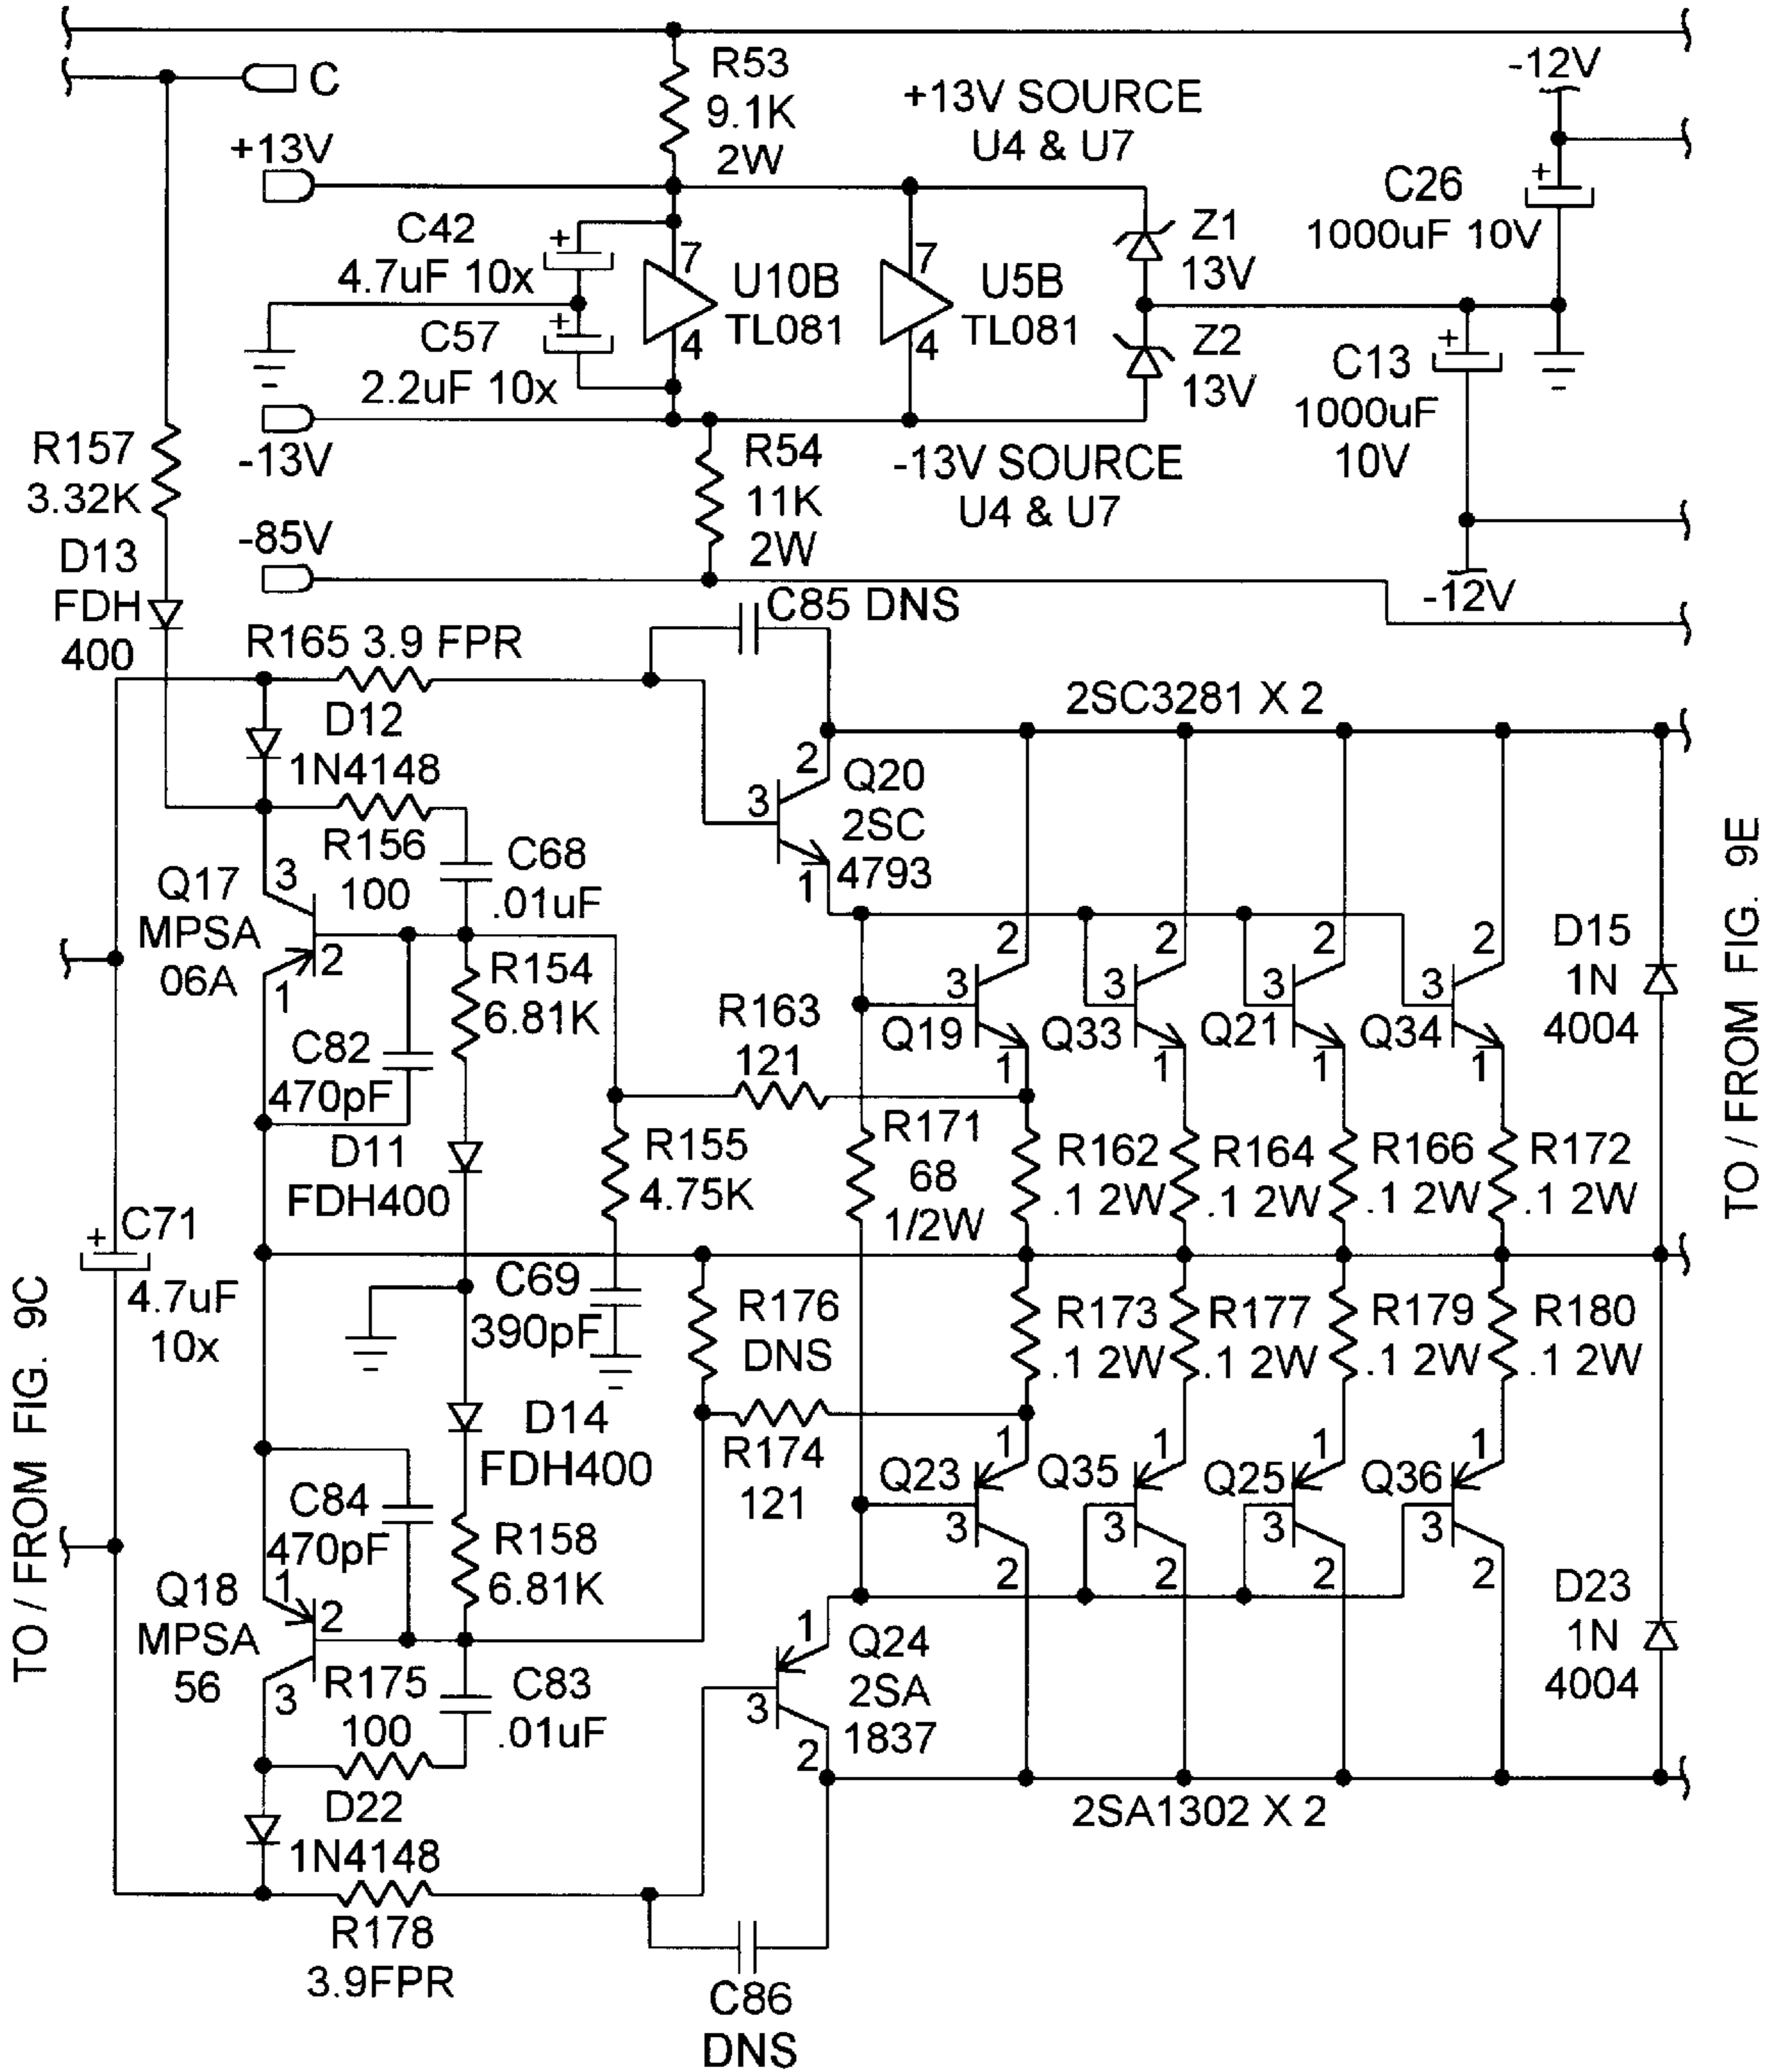 C
R53
9.1K
2W
+13V SOURCE
U4 & U7
-12V
+13V
C26
1000uF 10V
+
C42
4.7uF 10x
+
7
U10B
TL081
4
7
U5B
TL081
4
Z1
13V
C57
2.2uF 10x
+
Z2
13V
C13
1000uF
10V
+
-13V
R54
11K
2W
-13V SOURCE
U4 & U7
R157
3.32K
-85V
-12V
D13
FDH
400
C85 DNS
R165 3.9 FPR
D12
1N4148
2SC3281 X 2
2
3
1
Q20
2SC
4793
R156
100
C68
.01uF
Q17
MPSA
06A
3
2
1
R154
6.81K
C82
470pF
R163
121
2
3
Q19
1
2
3
Q33
1
2
3
Q21
1
2
3
Q34
1
D15
1N
4004
TO / FROM FIG. 9E
D11
FDH400
R155
4.75K
R171
68
1/2W
R162
.1 2W
R164
.1 2W
R166
.1 2W
R172
.1 2W
+
C71
4.7uF
10x
TO / FROM FIG. 9C
C69
390pF
R176
DNS
R173
.1 2W
R177
.1 2W
R179
.1 2W
R180
.1 2W
D14
FDH400
R174
121
C84
470pF
R158
6.81K
1
Q23
3
2
1
Q35
3
2
1
Q25
3
2
1
Q36
3
2
Q18
MPSA
56
1
2
3
R175
100
C83
.01uF
1
3
2
Q24
2SA
1837
D23
1N
4004
D22
1N4148
2SA1302 X 2
R178
3.9FPR
C86
DNS